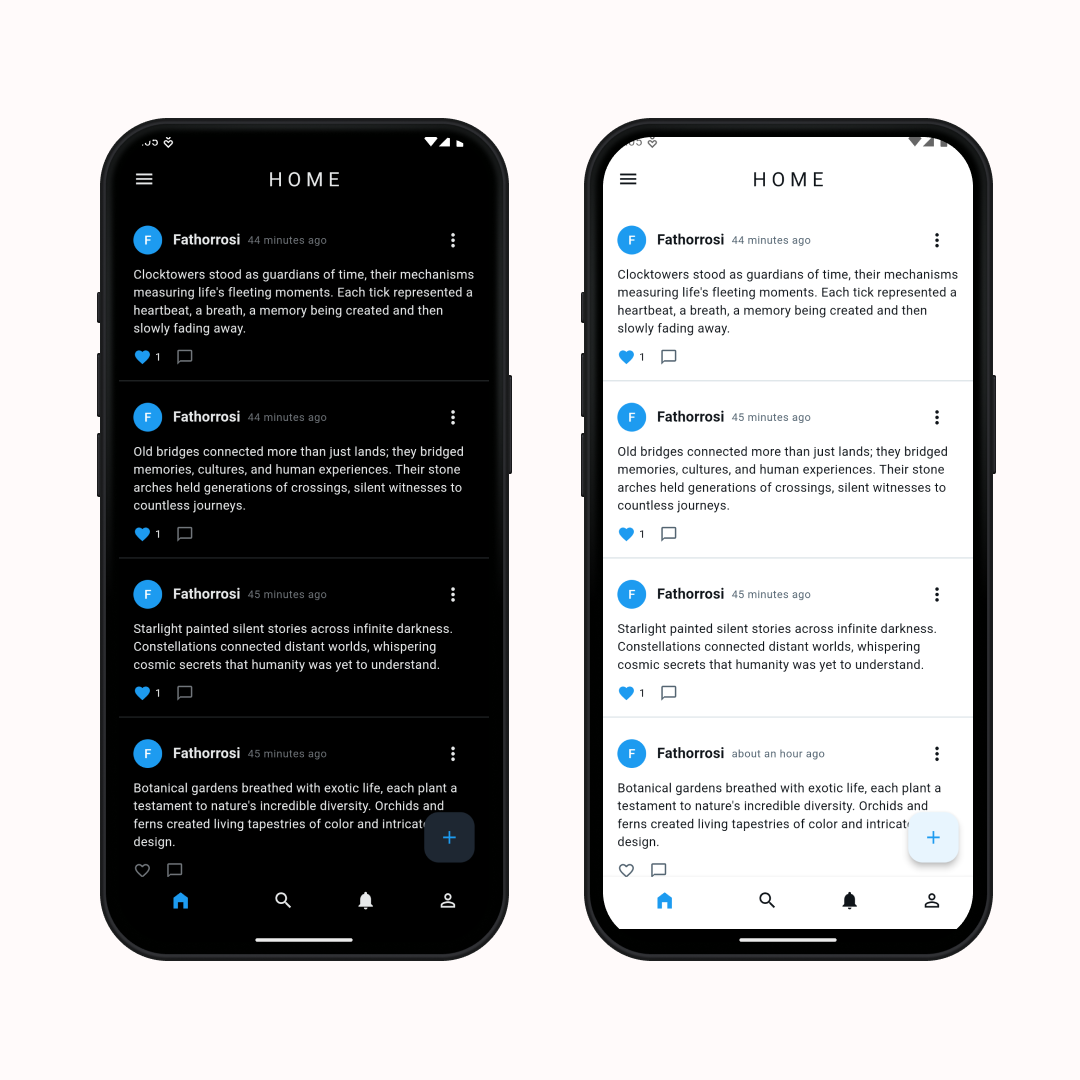 HOME
F Fathorrosi 44 minutes ago
Clocktowers stood as guardians of time, their mechanisms
measuring life's fleeting moments. Each tick represented a
heartbeat, a breath, a memory being created and then
slowly fading away.
1
F Fathorrosi 44 minutes ago
Old bridges connected more than just lands; they bridged
memories, cultures, and human experiences. Their stone
arches held generations of crossings, silent witnesses to
countless journeys.
1
F Fathorrosi 45 minutes ago
Starlight painted silent stories across infinite darkness.
Constellations connected distant worlds, whispering
cosmic secrets that humanity was yet to understand.
1
F Fathorrosi 45 minutes ago
Botanical gardens breathed with exotic life, each plant a
testament to nature's incredible diversity. Orchids and
ferns created living tapestries of color and
design.
HOME
F Fathorrosi 44 minutes ago
Clocktowers stood as guardians of time, their mechanisms
measuring life's fleeting moments. Each tick represented a
heartbeat, a breath, a memory being created and then
slowly fading away.
1
F Fathorrosi 45 minutes ago
Old bridges connected more than just lands; they bridged
memories, cultures, and human experiences. Their stone
arches held generations of crossings, silent witnesses to
countless journeys.
1
F Fathorrosi 45 minutes ago
Starlight painted silent stories across infinite darkness.
Constellations connected distant worlds, whispering
cosmic secrets that humanity was yet to understand.
1
F Fathorrosi about an hour ago
Botanical gardens breathed with exotic life, each plant a
testament to nature's incredible diversity. Orchids and
ferns created living tapestries of color and
design.